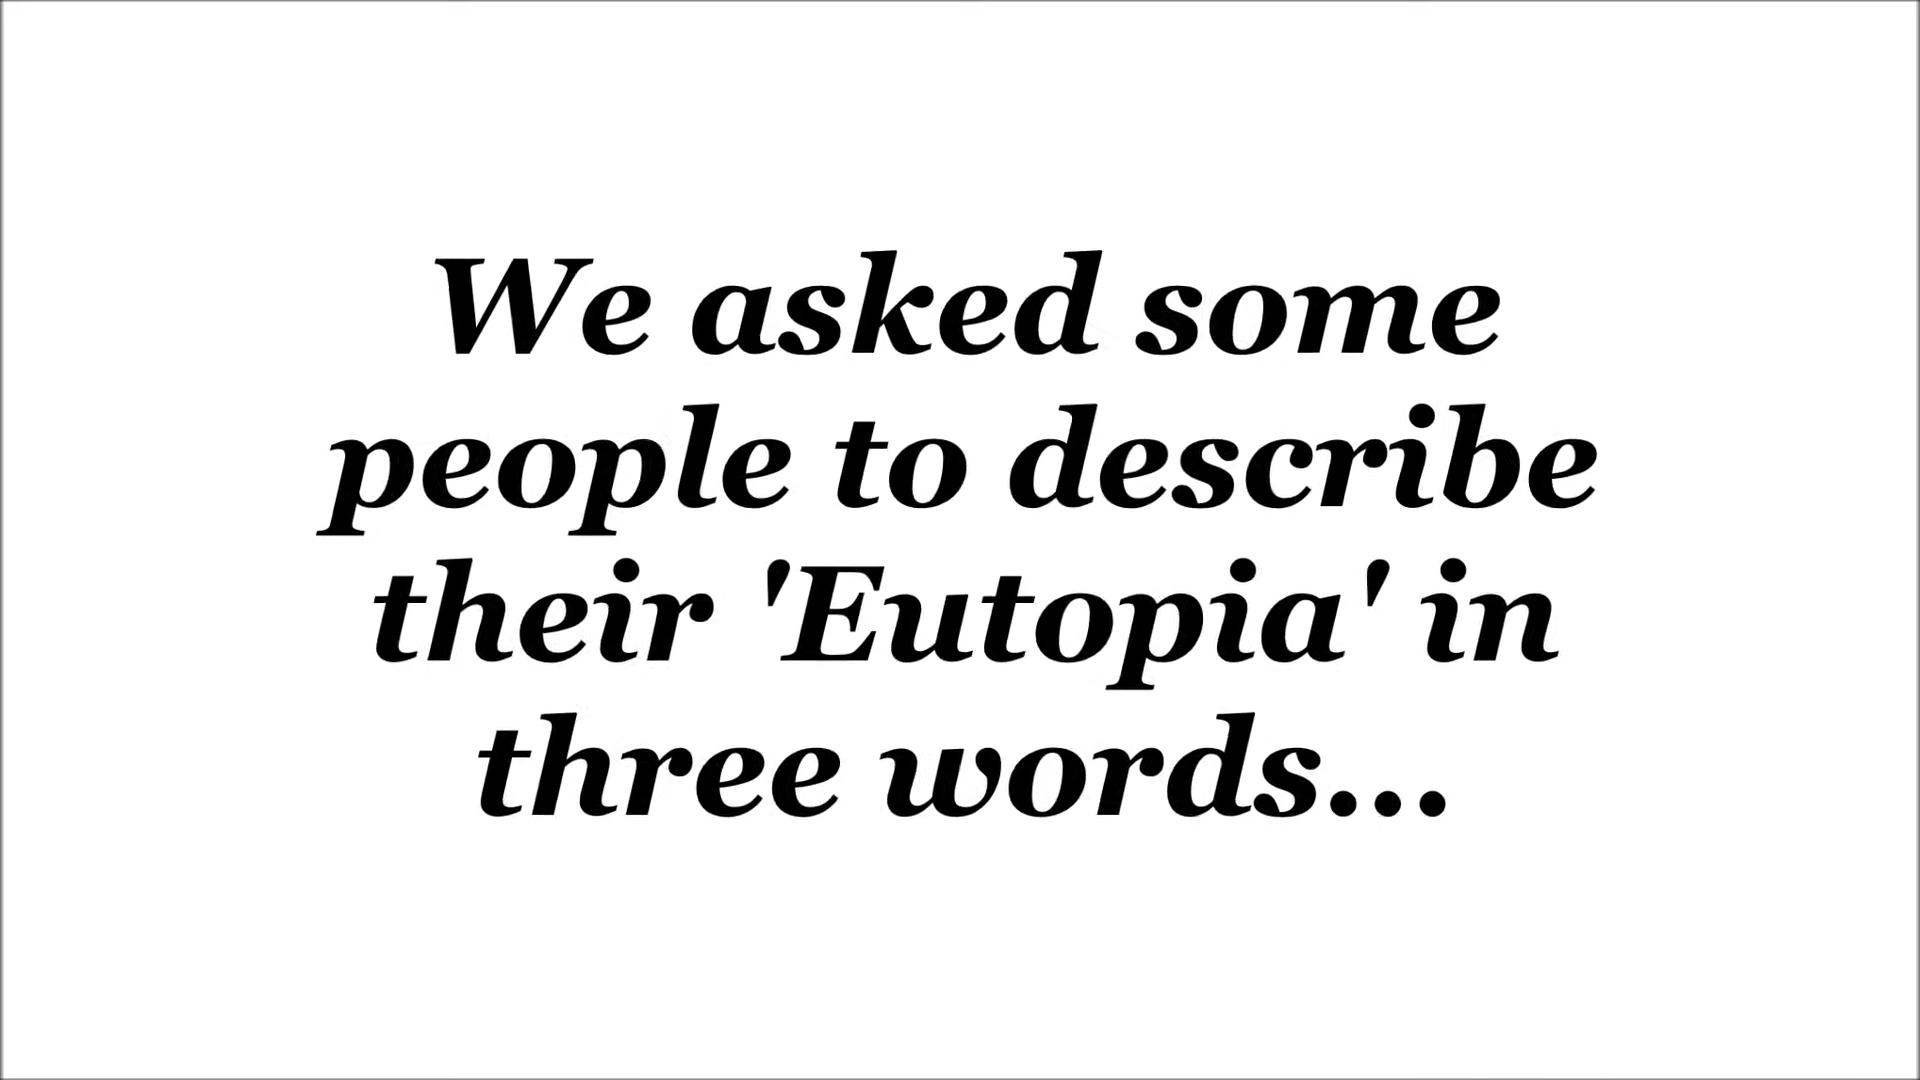 We asked some
people to describe
their 'Eutopia' in
three words...